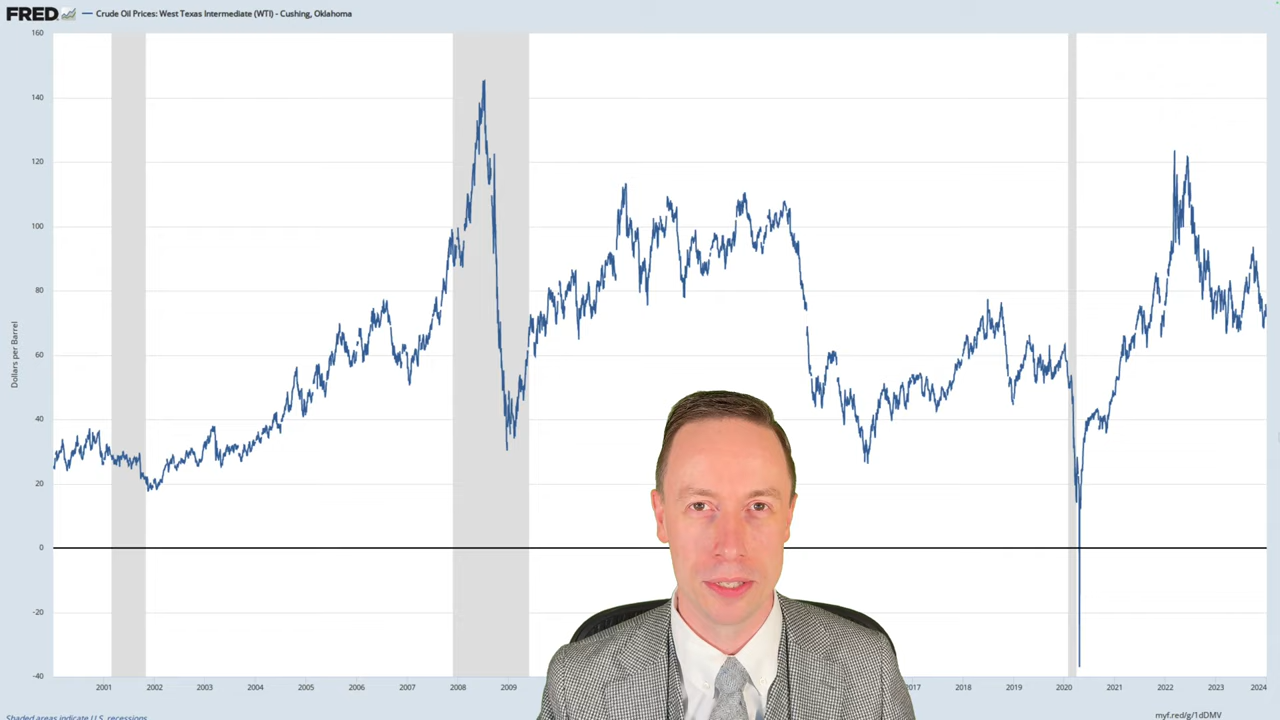 FRED Crude Oil Prices: West Texas Intermediate (WTI) - Cushing, Oklahoma
160
140
120
100
80
60
40
20
0
-20
-40
Dollars per Barrel
2001 2002 2003 2004 2005 2006 2007 2008 2009 2017 2018 2019 2020 2021 2022 2023 2024
Shaded areas indicate U.S. recessions.
myf.red/g/1dDMV